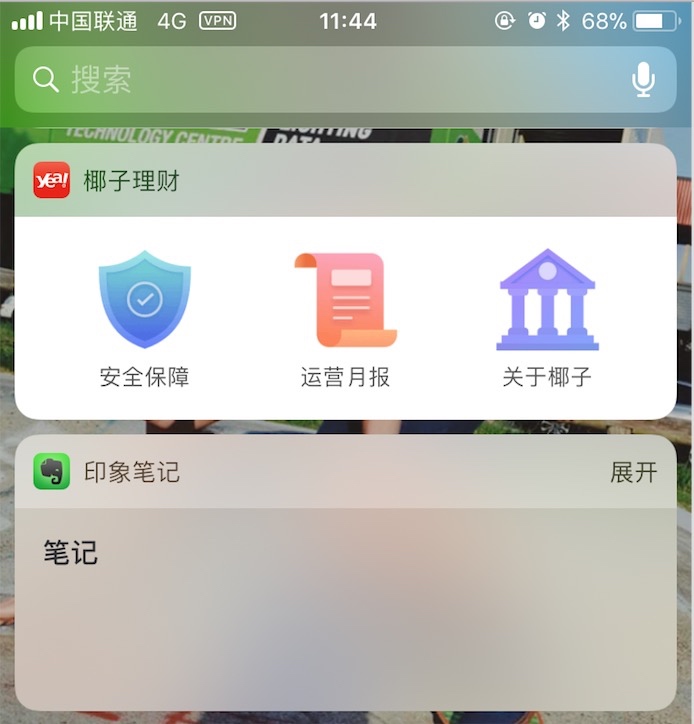 中国联通 4G VPN 11:44 68%
搜索
TECHNOLOGY CENTRE
DATA
yea! 椰子理财
安全保障 运营月报 关于椰子
印象笔记 展开
笔记